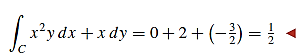 ∫_C x²y dx + x dy = 0 + 2 + (−3/2) = 1/2 ◄